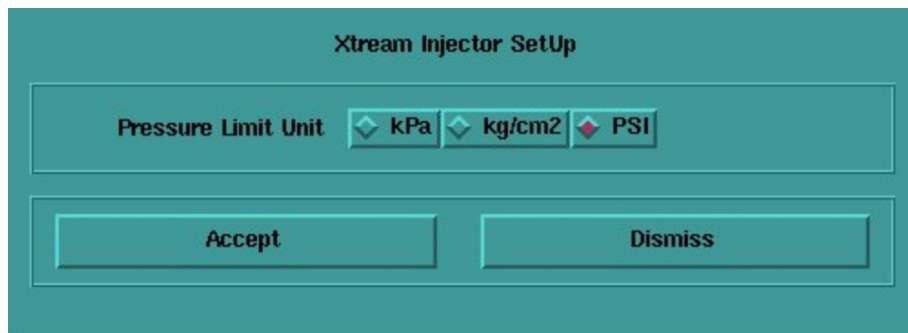 Xtream Injector SetUp
Pressure Limit Unit kPa kg/cm2 PSI
Accept Dismiss